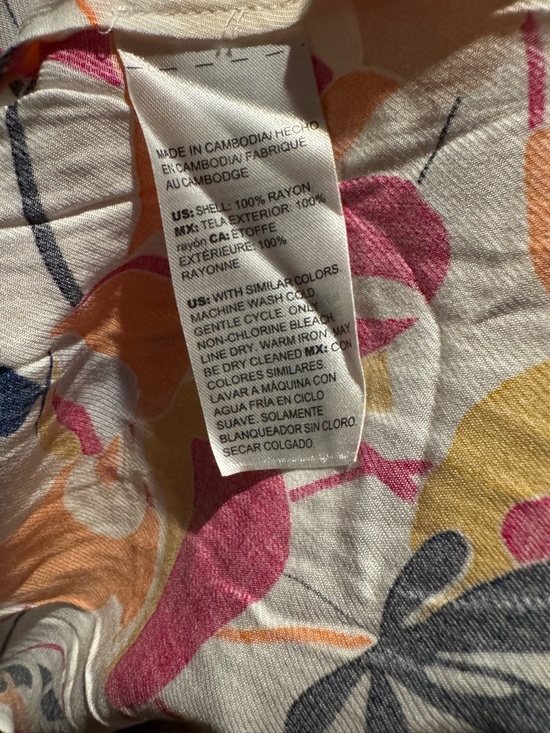 MADE IN CAMBODIA/ HECHO
EN CAMBODIA/ FABRIQUÉ
AU CAMBODGE
US: SHELL: 100% RAYON
MX: TELA EXTERIOR: 100%
rayón CA: ÉTOFFE
EXTÉRIEURE: 100%
RAYONNE
US: WITH SIMILAR COLORS.
MACHINE WASH COLD,
GENTLE CYCLE. ONLY
NON-CHLORINE BLEACH.
LINE DRY. WARM IRON. MAY
BE DRY CLEANED MX: CON
COLORES SIMILARES
LAVAR A MÁQUINA CON
AGUA FRÍA EN CICLO
SUAVE. SOLAMENTE
BLANQUEADOR SIN CLORO.
SECAR COLGADO